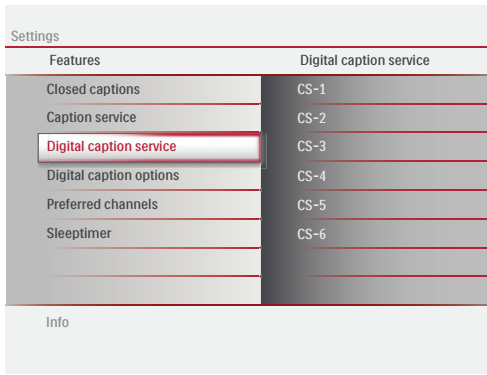 Settings
Features Digital caption service
Closed captions CS-1
Caption service CS-2
Digital caption service CS-3
Digital caption options CS-4
Preferred channels CS-5
Sleeptimer CS-6
Info